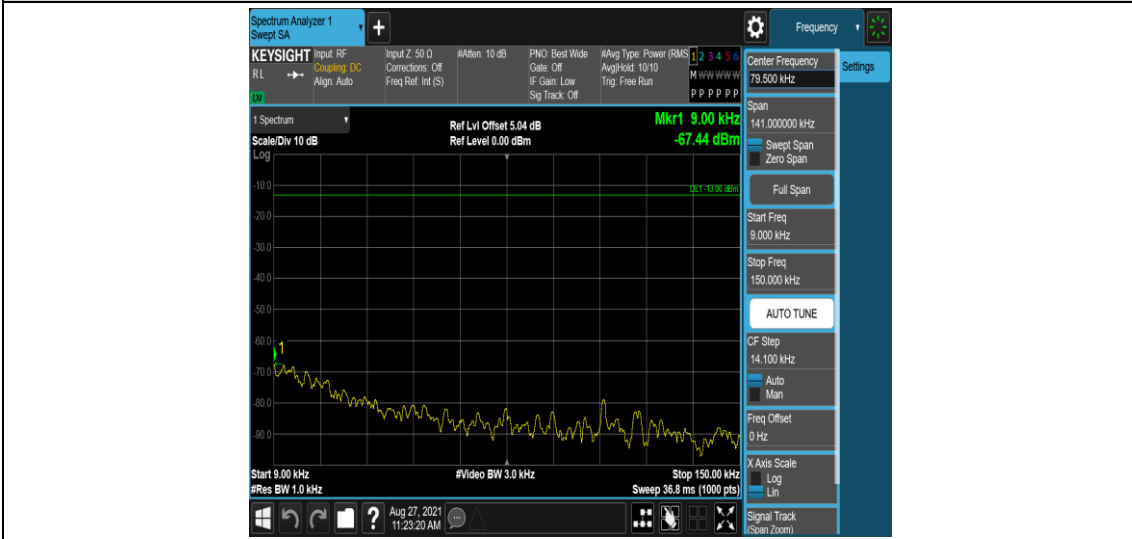 Spectrum Analyzer 1
Swept SA
+
Frequency
KEYSIGHT
RL
Input: RF
Coupling: DC
Align: Auto
Input Z: 50 Ω
Corrections: Off
Freq Ref: Int (S)
#Atten: 10 dB
PNO: Best Wide
Gate: Off
IF Gain: Low
Sig Track: Off
#Avg Type: Power (RMS
Avg|Hold: 10/10
Trig: Free Run
1 2 3 4 5 6
M W W W W W
P P P P P P
1 Spectrum
Scale/Div 10 dB
Ref Lvl Offset 5.04 dB
Ref Level 0.00 dBm
Mkr1 9.00 kHz
-67.44 dBm
Log
DL1 -13.00 dBm
-10.0
-20.0
-30.0
-40.0
-50.0
-60.0
-70.0
-80.0
-90.0
1
Start 9.00 kHz
#Res BW 1.0 kHz
#Video BW 3.0 kHz
Stop 150.00 kHz
Sweep 36.8 ms (1000 pts)
Center Frequency
79.500 kHz
Settings
Span
141.000000 kHz
Swept Span
Zero Span
Full Span
Start Freq
9.000 kHz
Stop Freq
150.000 kHz
AUTO TUNE
CF Step
14.100 kHz
Auto
Man
Freq Offset
0 Hz
X Axis Scale
Log
Lin
Signal Track
(Span Zoom)
?
Aug 27, 2021
11:23:20 AM